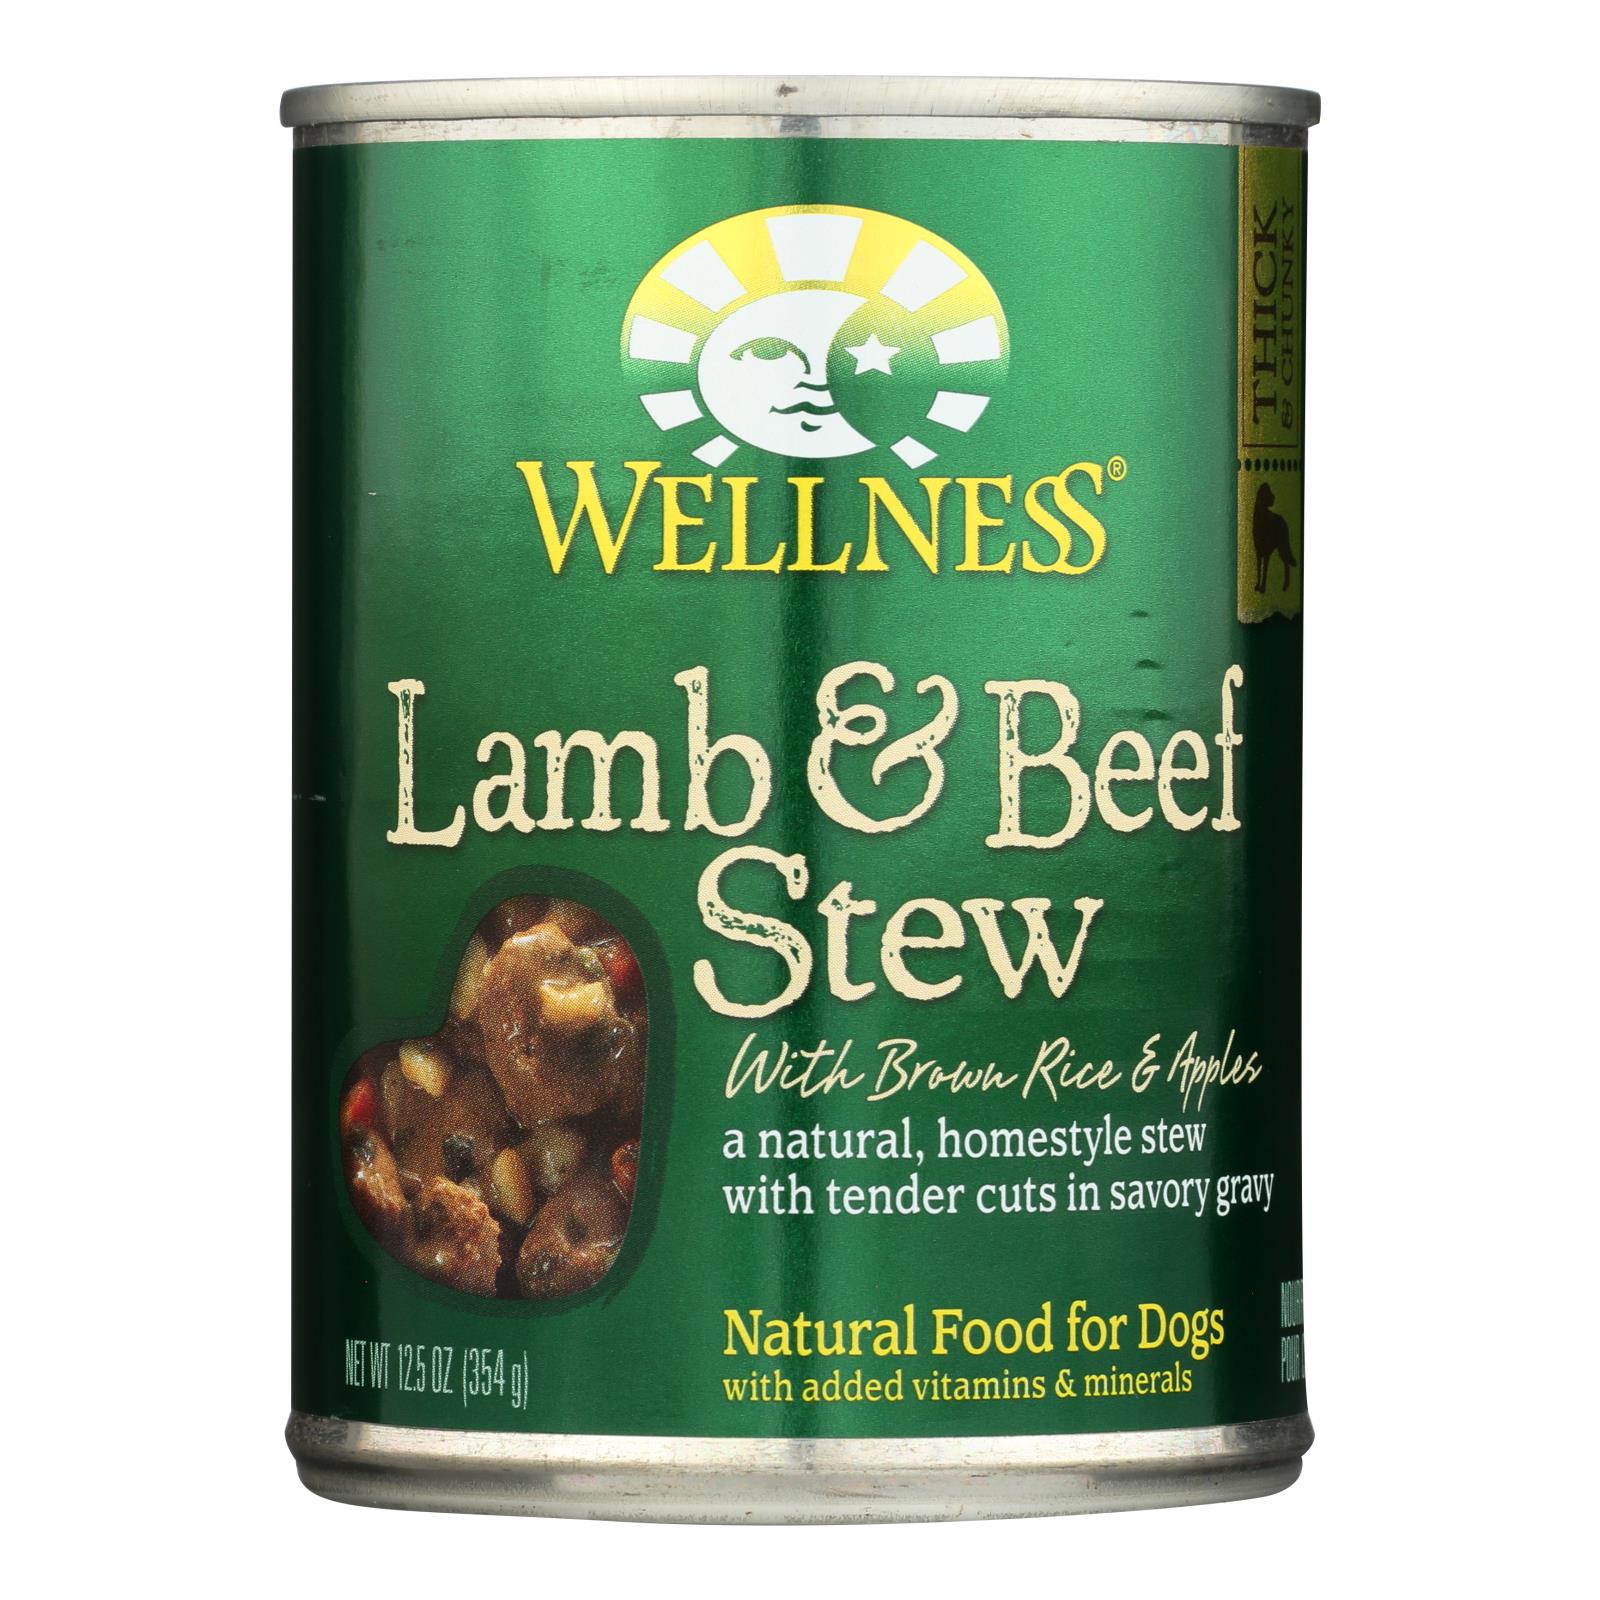 WELLNESS®
THICK
& CHUNKY
Lamb & Beef
Stew
With Brown Rice & Apples
a natural, homestyle stew
with tender cuts in savory gravy
Natural Food for Dogs
with added vitamins & minerals
NET WT 12.5 OZ (354 g)
POUR